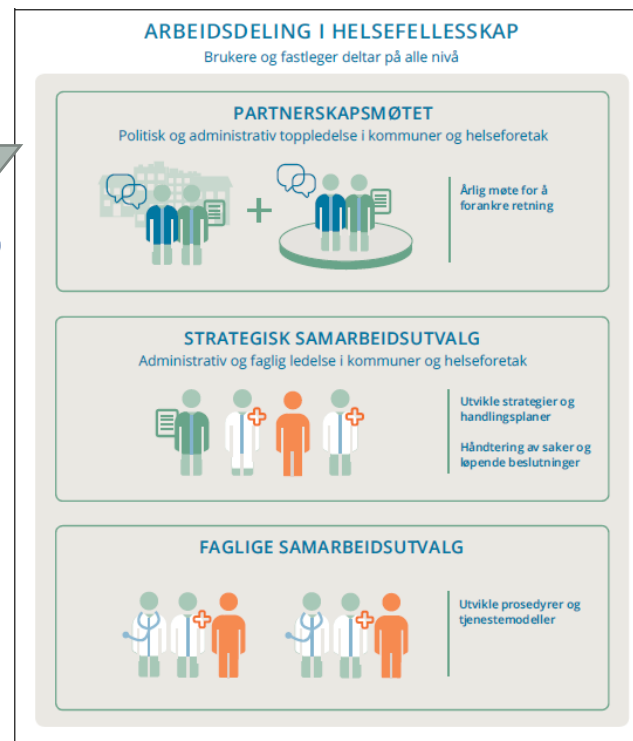 ARBEIDSDELING I HELSEFELLESSKAP
Brukere og fastleger deltar på alle nivå
PARTNERSKAPSMØTET
Politisk og administrativ toppledelse i kommuner og helseforetak
Årlig møte for å
forankre retning
STRATEGISK SAMARBEIDSUTVALG
Administrativ og faglig ledelse i kommuner og helseforetak
Utvikle strategier og
handlingsplaner
Håndtering av saker og
løpende beslutninger
FAGLIGE SAMARBEIDSUTVALG
Utvikle prosedyrer og
tjenestemodeller